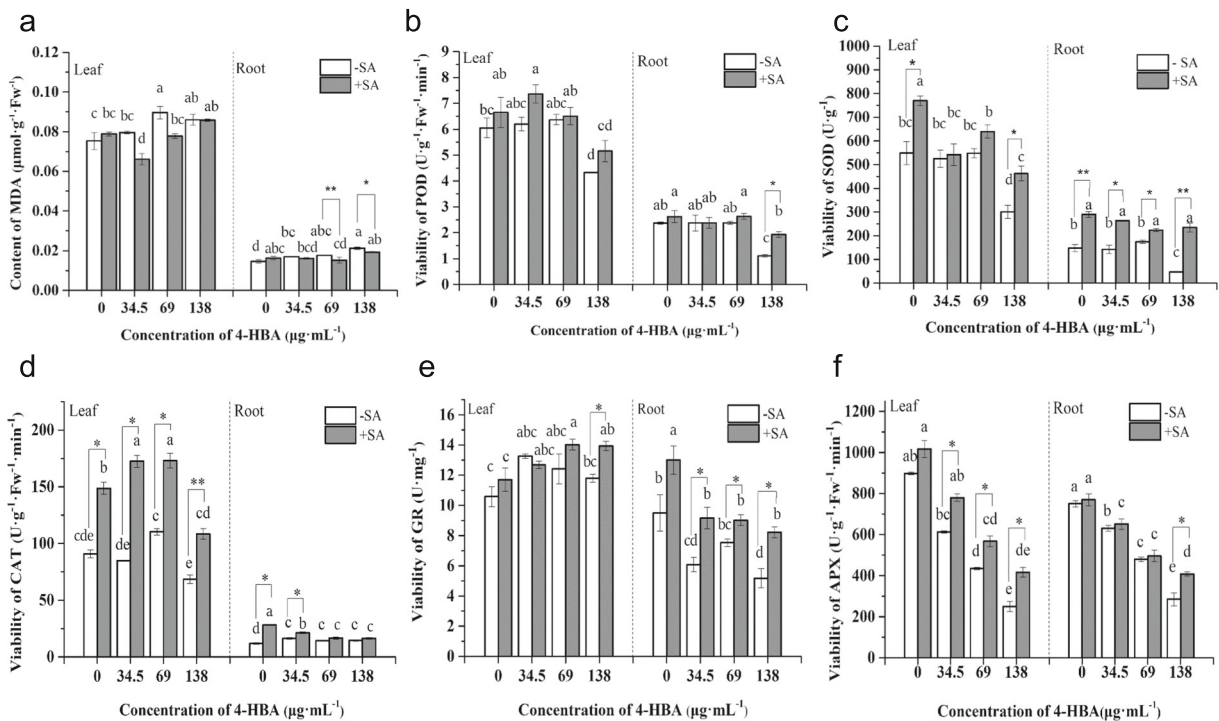 a
Content of MDA (μmol·g⁻¹·Fw⁻¹)
0.12
0.10
0.08
0.06
0.04
0.02
0.00
Leaf
Root
-SA
+SA
c bc bc d a bc ab ab
d abc bc bcd abc cd a ab
** *
0 34.5 69 138 0 34.5 69 138
Concentration of 4-HBA (μg·mL⁻¹)
b
Viability of POD (U·g⁻¹·Fw⁻¹·min⁻¹)
9
8
7
6
5
4
3
2
1
0
Leaf
Root
-SA
+SA
bc ab abc a abc ab d cd
ab a ab ab ab a c b
*
0 34.5 69 138 0 34.5 69 138
Concentration of 4-HBA (μg·mL⁻¹)
c
Viability of SOD (U·g⁻¹)
1000
900
800
700
600
500
400
300
200
100
0
Leaf
Root
-SA
+SA
* *
bc a bc bc bc b d c
** * * **
b a b a b a c a
0 34.5 69 138 0 34.5 69 138
Concentration of 4-HBA (μg·mL⁻¹)
d
Viability of CAT (U·g⁻¹·Fw⁻¹·min⁻¹)
225
200
175
150
125
100
75
50
25
0
Leaf
Root
-SA
+SA
* * * **
cde b de a c a e cd
* *
d a c b c c c c
0 34.5 69 138 0 34.5 69 138
Concentration of 4-HBA (μg·mL⁻¹)
e
Viability of GR (U·mg⁻¹)
16
14
12
10
8
6
4
2
0
Leaf
Root
-SA
+SA
*
c c abc abc abc a bc ab
* * *
b a cd b bc b d b
0 34.5 69 138 0 34.5 69 138
Concentration of 4-HBA (μg·mL⁻¹)
f
Viability of APX (U·g⁻¹·Fw⁻¹·min⁻¹)
1200
1000
800
600
400
200
0
Leaf
Root
-SA
+SA
* * *
ab a bc ab d cd e de
*
a a b c c c e d
0 34.5 69 138 0 34.5 69 138
Concentration of 4-HBA(μg·mL⁻¹)